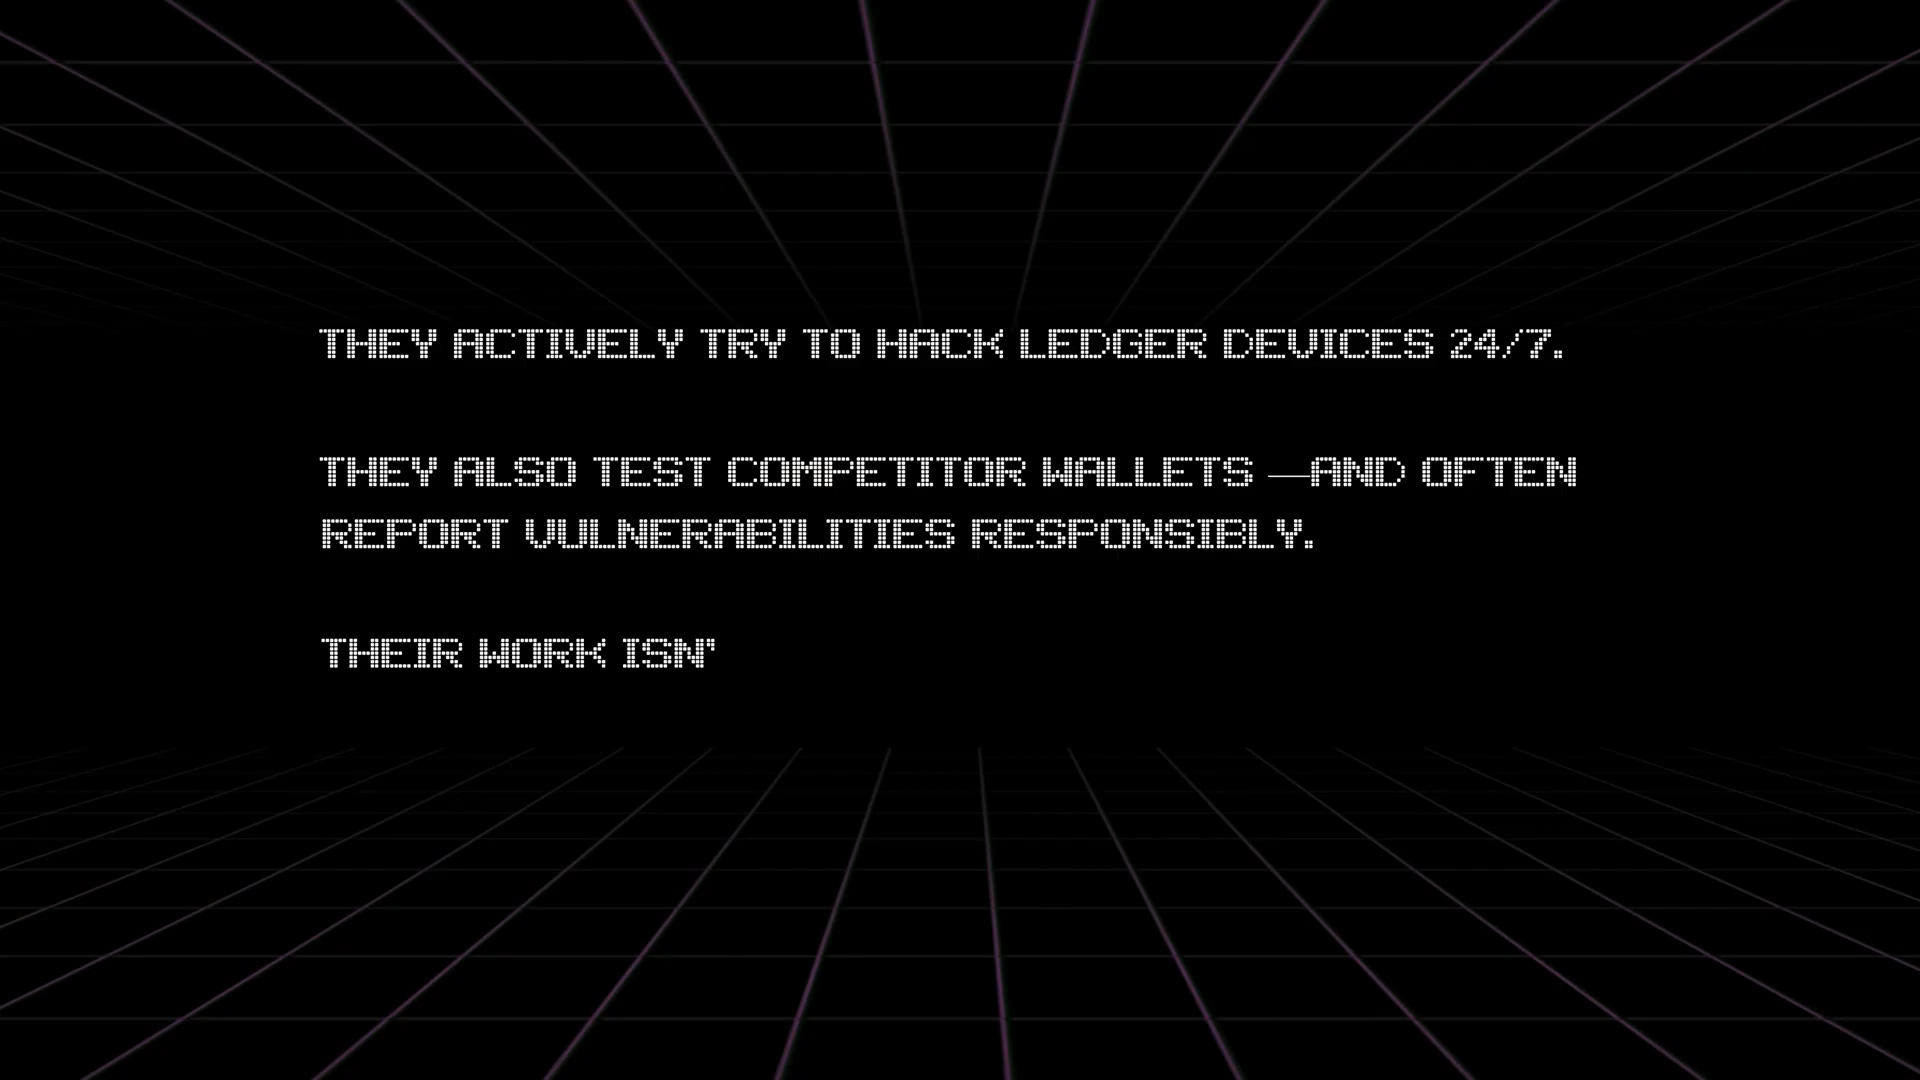 THEY ACTIVELY TRY TO HACK LEDGER DEVICES 24/7.
THEY ALSO TEST COMPETITOR WALLETS —AND OFTEN
REPORT VULNERABILITIES RESPONSIBLY.
THEIR WORK ISN'